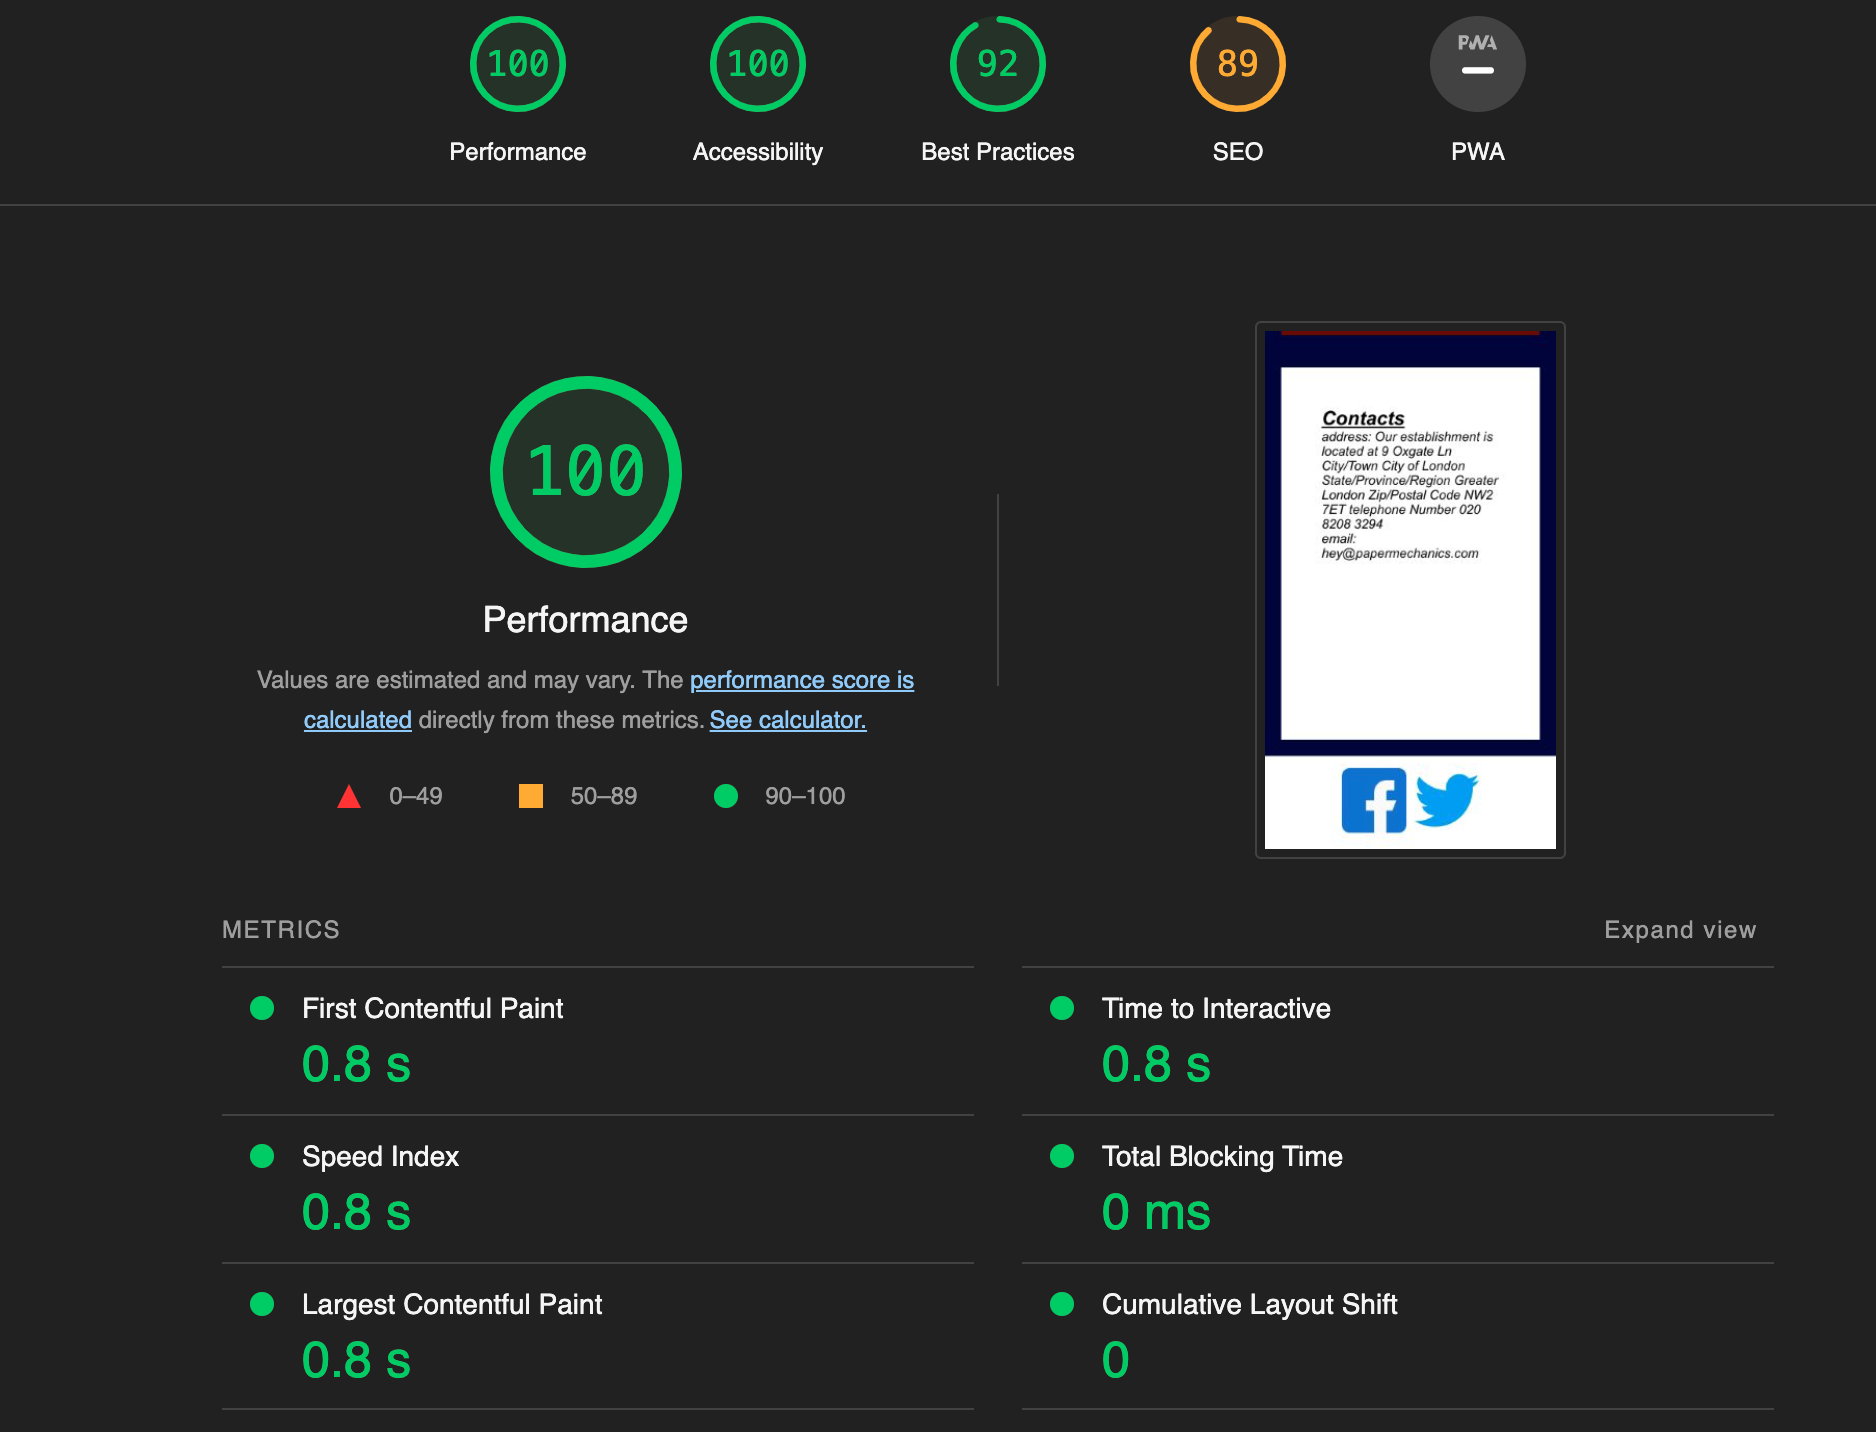 100
100
92
89
PWA
Performance
Accessibility
Best Practices
SEO
PWA
100
Performance
Values are estimated and may vary. The performance score is
calculated directly from these metrics. See calculator.
0–49
50–89
90–100
Contacts
address: Our establishment is
located at 9 Oxgate Ln
City/Town City of London
State/Province/Region Greater
London Zip/Postal Code NW2
7ET telephone Number 020
8208 3294
email:
hey@papermechanics.com
METRICS
Expand view
First Contentful Paint
0.8 s
Time to Interactive
0.8 s
Speed Index
0.8 s
Total Blocking Time
0 ms
Largest Contentful Paint
0.8 s
Cumulative Layout Shift
0